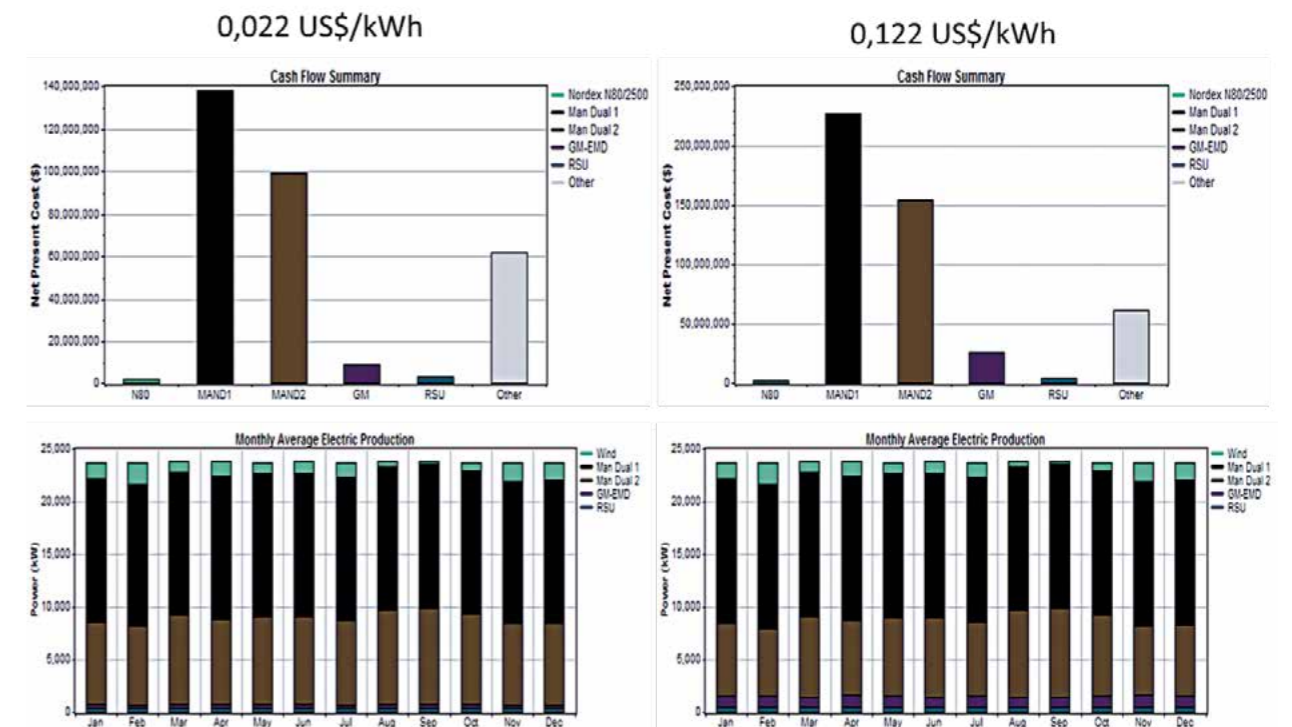 0,022 US$/kWh
Cash Flow Summary
Net Present Cost ($)
140,000,000
120,000,000
100,000,000
80,000,000
60,000,000
40,000,000
20,000,000
0
N80
MAND1
MAND2
GM
RSU
Other
Nordex N80/2500
Man Dual 1
Man Dual 2
GM-EMD
RSU
Other
0,122 US$/kWh
Cash Flow Summary
Net Present Cost ($)
250,000,000
200,000,000
150,000,000
100,000,000
50,000,000
0
N80
MAND1
MAND2
GM
RSU
Other
Nordex N80/2500
Man Dual 1
Man Dual 2
GM-EMD
RSU
Other
Monthly Average Electric Production
Power (kW)
25,000
20,000
15,000
10,000
5,000
0
Jan
Feb
Mar
Apr
May
Jun
Jul
Aug
Sep
Oct
Nov
Dec
Wind
Man Dual 1
Man Dual 2
GM-EMD
RSU
Monthly Average Electric Production
Power (kW)
25,000
20,000
15,000
10,000
5,000
0
Jan
Feb
Mar
Apr
May
Jun
Jul
Aug
Sep
Oct
Nov
Dec
Wind
Man Dual 1
Man Dual 2
GM-EMD
RSU